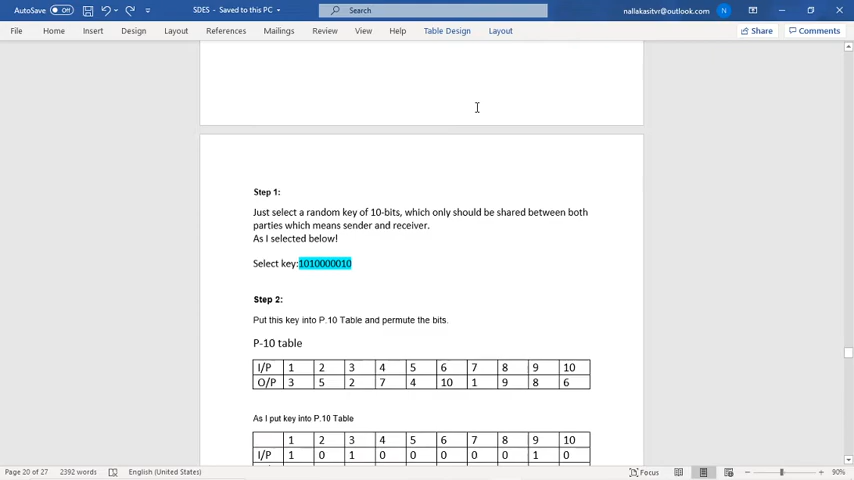 AutoSave Off SDES - Saved to this PC Search nallakasitvr@outlook.com N
File Home Insert Design Layout References Mailings Review View Help Table Design Layout Share Comments
Step 1:
Just select a random key of 10-bits, which only should be shared between both
parties which means sender and receiver.
As I selected below!
Select key:1010000010
Step 2:
Put this key into P.10 Table and permute the bits.
P-10 table
I/P 1 2 3 4 5 6 7 8 9 10
O/P 3 5 2 7 4 10 1 9 8 6
As I put key into P.10 Table
1 2 3 4 5 6 7 8 9 10
I/P 1 0 1 0 0 0 0 0 1 0
Page 20 of 27 2392 words English (United States) Focus 90%